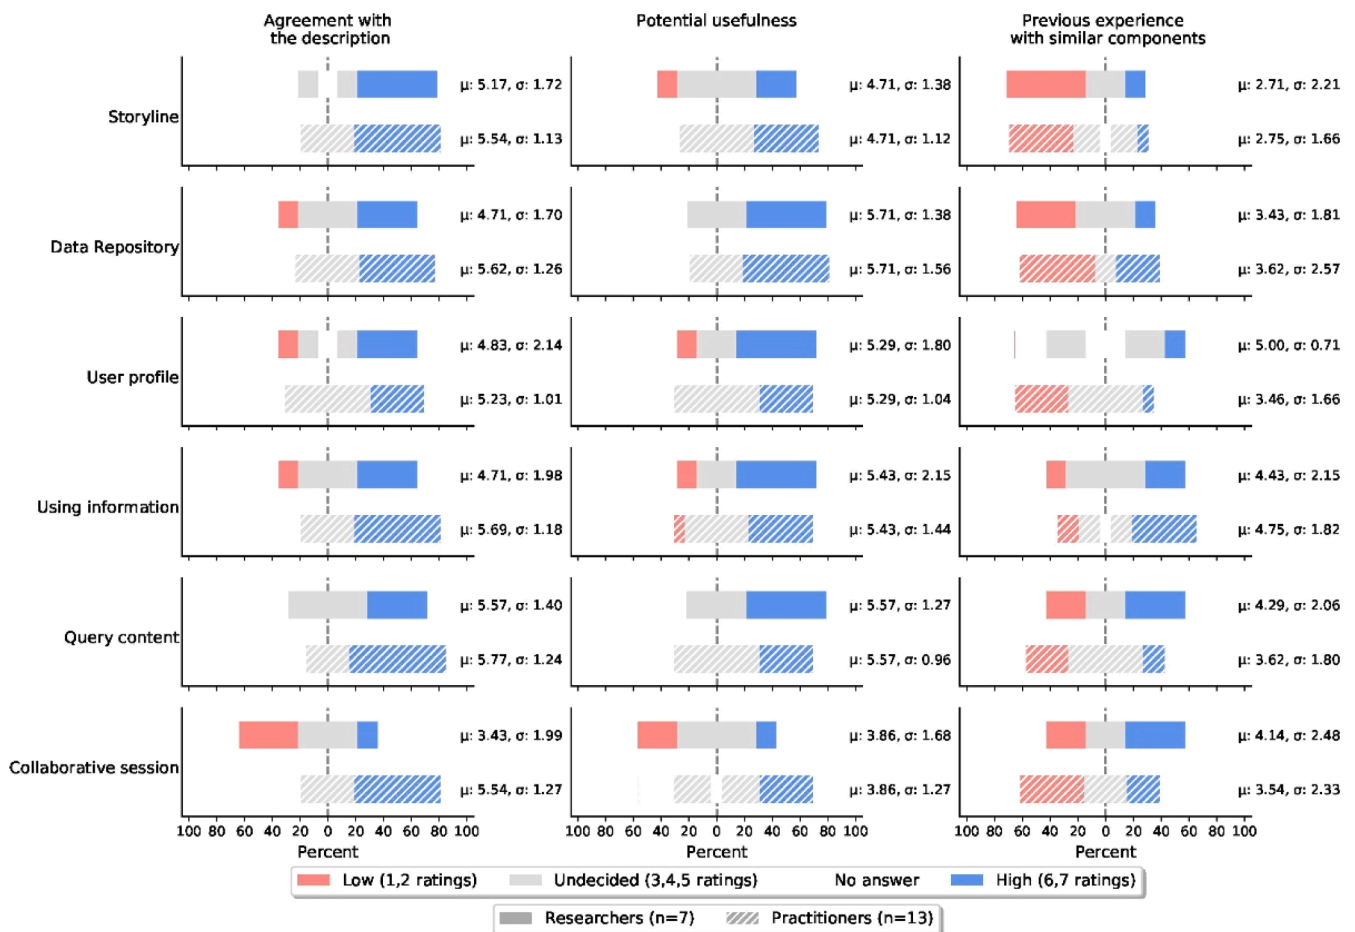 Agreement with
the description
Potential usefulness
Previous experience
with similar components
Storyline
μ: 5.17, σ: 1.72
μ: 4.71, σ: 1.38
μ: 2.71, σ: 2.21
μ: 5.54, σ: 1.13
μ: 4.71, σ: 1.12
μ: 2.75, σ: 1.66
Data Repository
μ: 4.71, σ: 1.70
μ: 5.71, σ: 1.38
μ: 3.43, σ: 1.81
μ: 5.62, σ: 1.26
μ: 5.71, σ: 1.56
μ: 3.62, σ: 2.57
User profile
μ: 4.83, σ: 2.14
μ: 5.29, σ: 1.80
μ: 5.00, σ: 0.71
μ: 5.23, σ: 1.01
μ: 5.29, σ: 1.04
μ: 3.46, σ: 1.66
Using information
μ: 4.71, σ: 1.98
μ: 5.43, σ: 2.15
μ: 4.43, σ: 2.15
μ: 5.69, σ: 1.18
μ: 5.43, σ: 1.44
μ: 4.75, σ: 1.82
Query content
μ: 5.57, σ: 1.40
μ: 5.57, σ: 1.27
μ: 4.29, σ: 2.06
μ: 5.77, σ: 1.24
μ: 5.57, σ: 0.96
μ: 3.62, σ: 1.80
Collaborative session
μ: 3.43, σ: 1.99
μ: 3.86, σ: 1.68
μ: 4.14, σ: 2.48
μ: 5.54, σ: 1.27
μ: 3.86, σ: 1.27
μ: 3.54, σ: 2.33
100 80 60 40 20 0 20 40 60 80 100
100 80 60 40 20 0 20 40 60 80 100
100 80 60 40 20 0 20 40 60 80 100
Percent
Percent
Percent
Low (1,2 ratings)
Undecided (3,4,5 ratings)
No answer
High (6,7 ratings)
Researchers (n=7)
Practitioners (n=13)